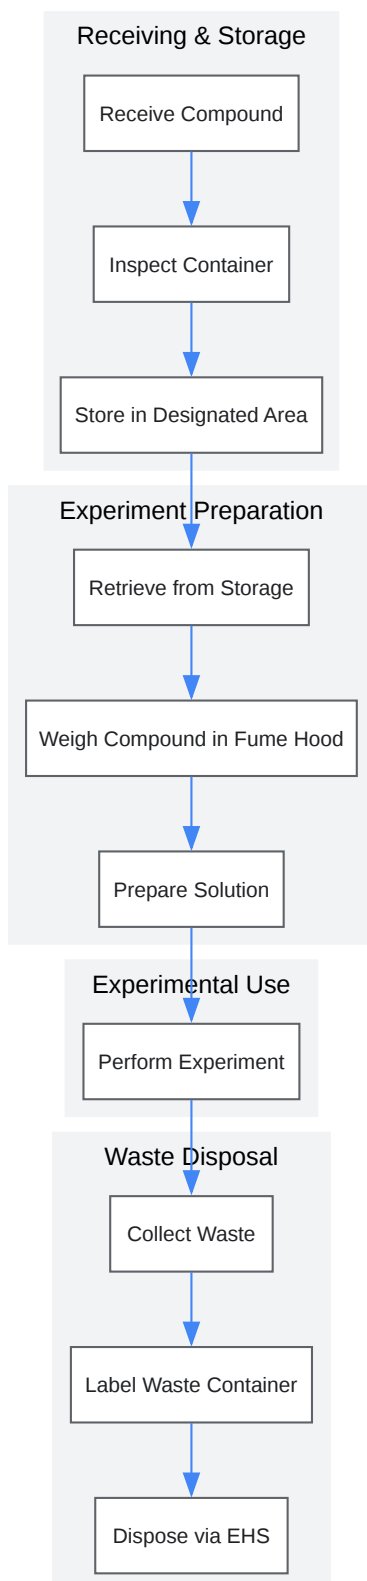 Receiving & Storage
Receive Compound
Inspect Container
Store in Designated Area
Experiment Preparation
Retrieve from Storage
Weigh Compound in Fume Hood
Prepare Solution
Experimental Use
Perform Experiment
Waste Disposal
Collect Waste
Label Waste Container
Dispose via EHS